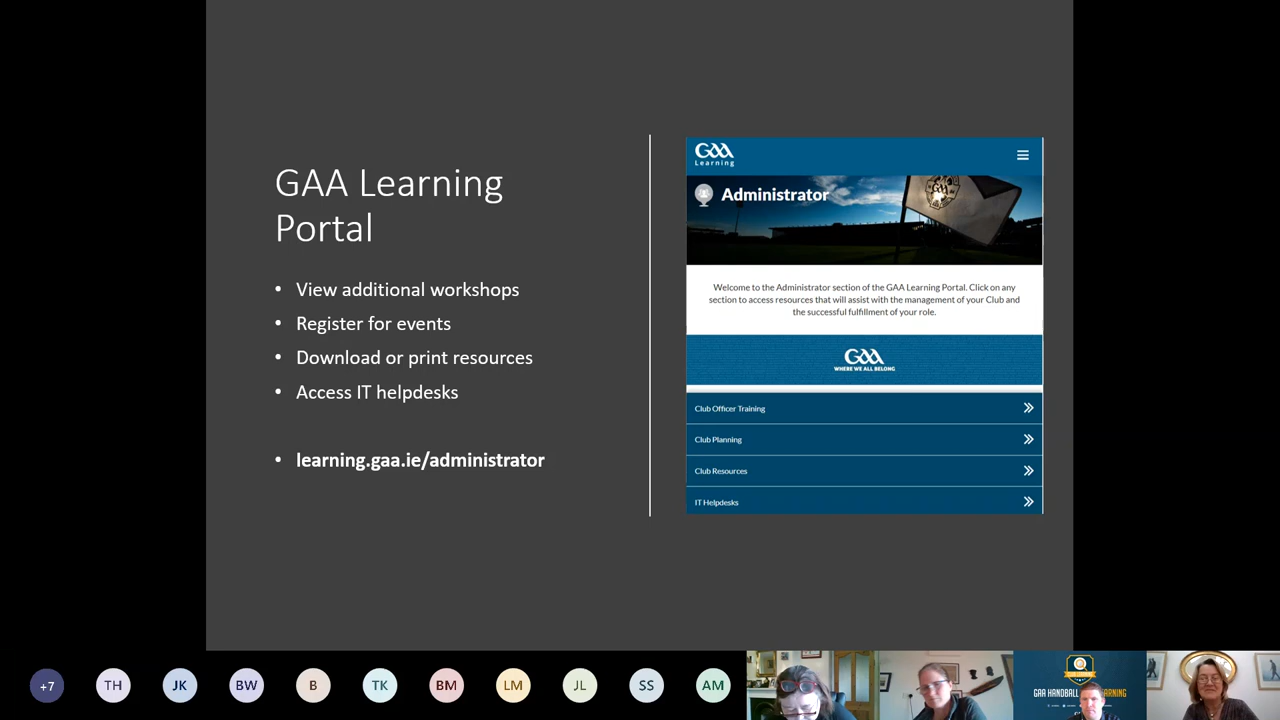 GAA Learning
Portal
• View additional workshops
• Register for events
• Download or print resources
• Access IT helpdesks
• learning.gaa.ie/administrator
GAA
Learning
Administrator
Welcome to the Administrator section of the GAA Learning Portal. Click on any
section to access resources that will assist with the management of your Club and
the successful fulfillment of your role.
GAA
WHERE WE ALL BELONG
Club Officer Training
Club Planning
Club Resources
IT Helpdesks
+7
TH
JK
BW
B
TK
BM
LM
JL
SS
AM
GAA HANDBALL